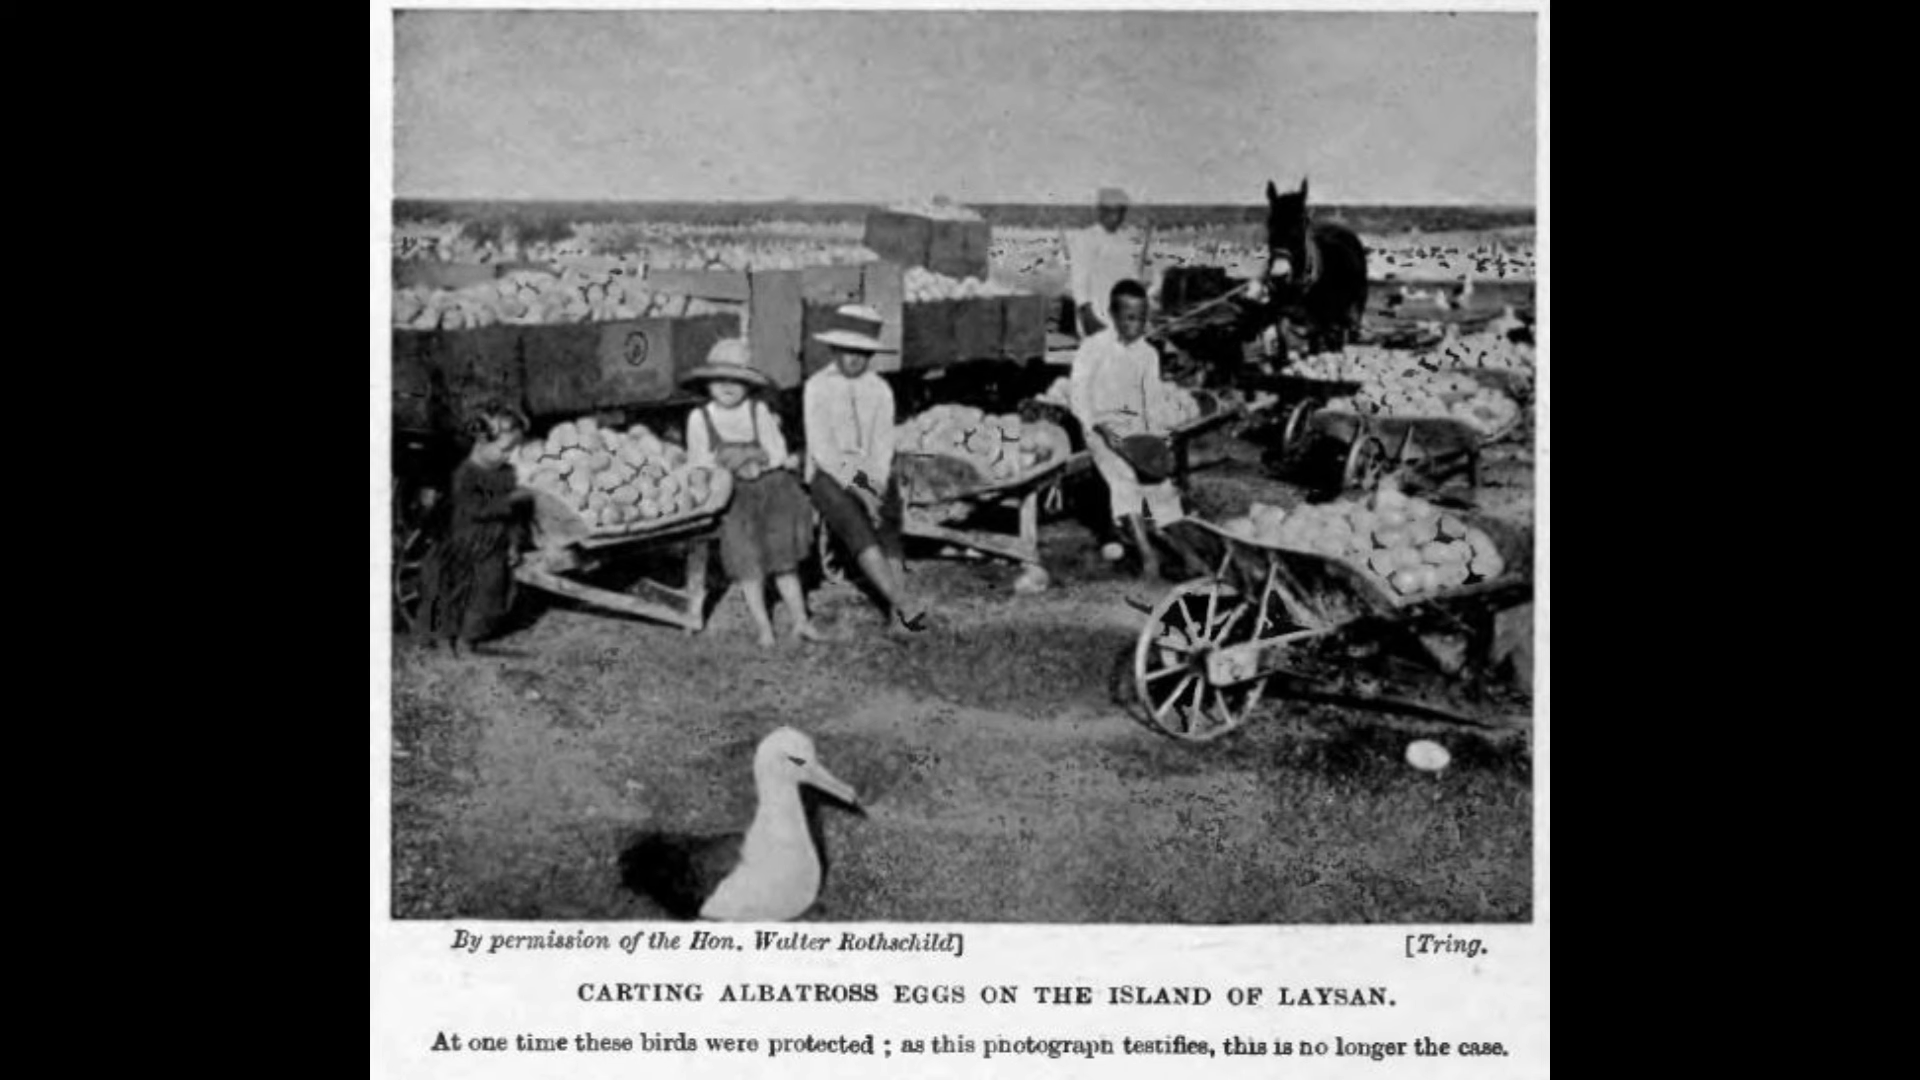 By permission of the Hon. Walter Rothschild] [Tring.
CARTING ALBATROSS EGGS ON THE ISLAND OF LAYSAN.
At one time these birds were protected ; as this photograph testifies, this is no longer the case.